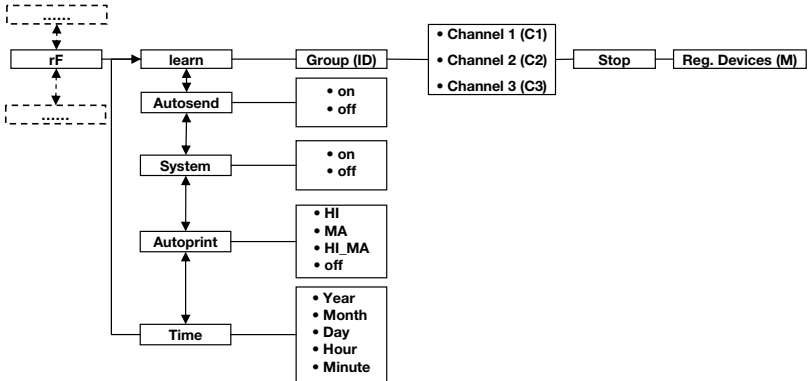 ......
rF
......
learn
Group (ID)
• Channel 1 (C1)
• Channel 2 (C2)
• Channel 3 (C3)
Stop
Reg. Devices (M)
Autosend
• on
• off
System
• on
• off
Autoprint
• HI
• MA
• HI_MA
• off
Time
• Year
• Month
• Day
• Hour
• Minute